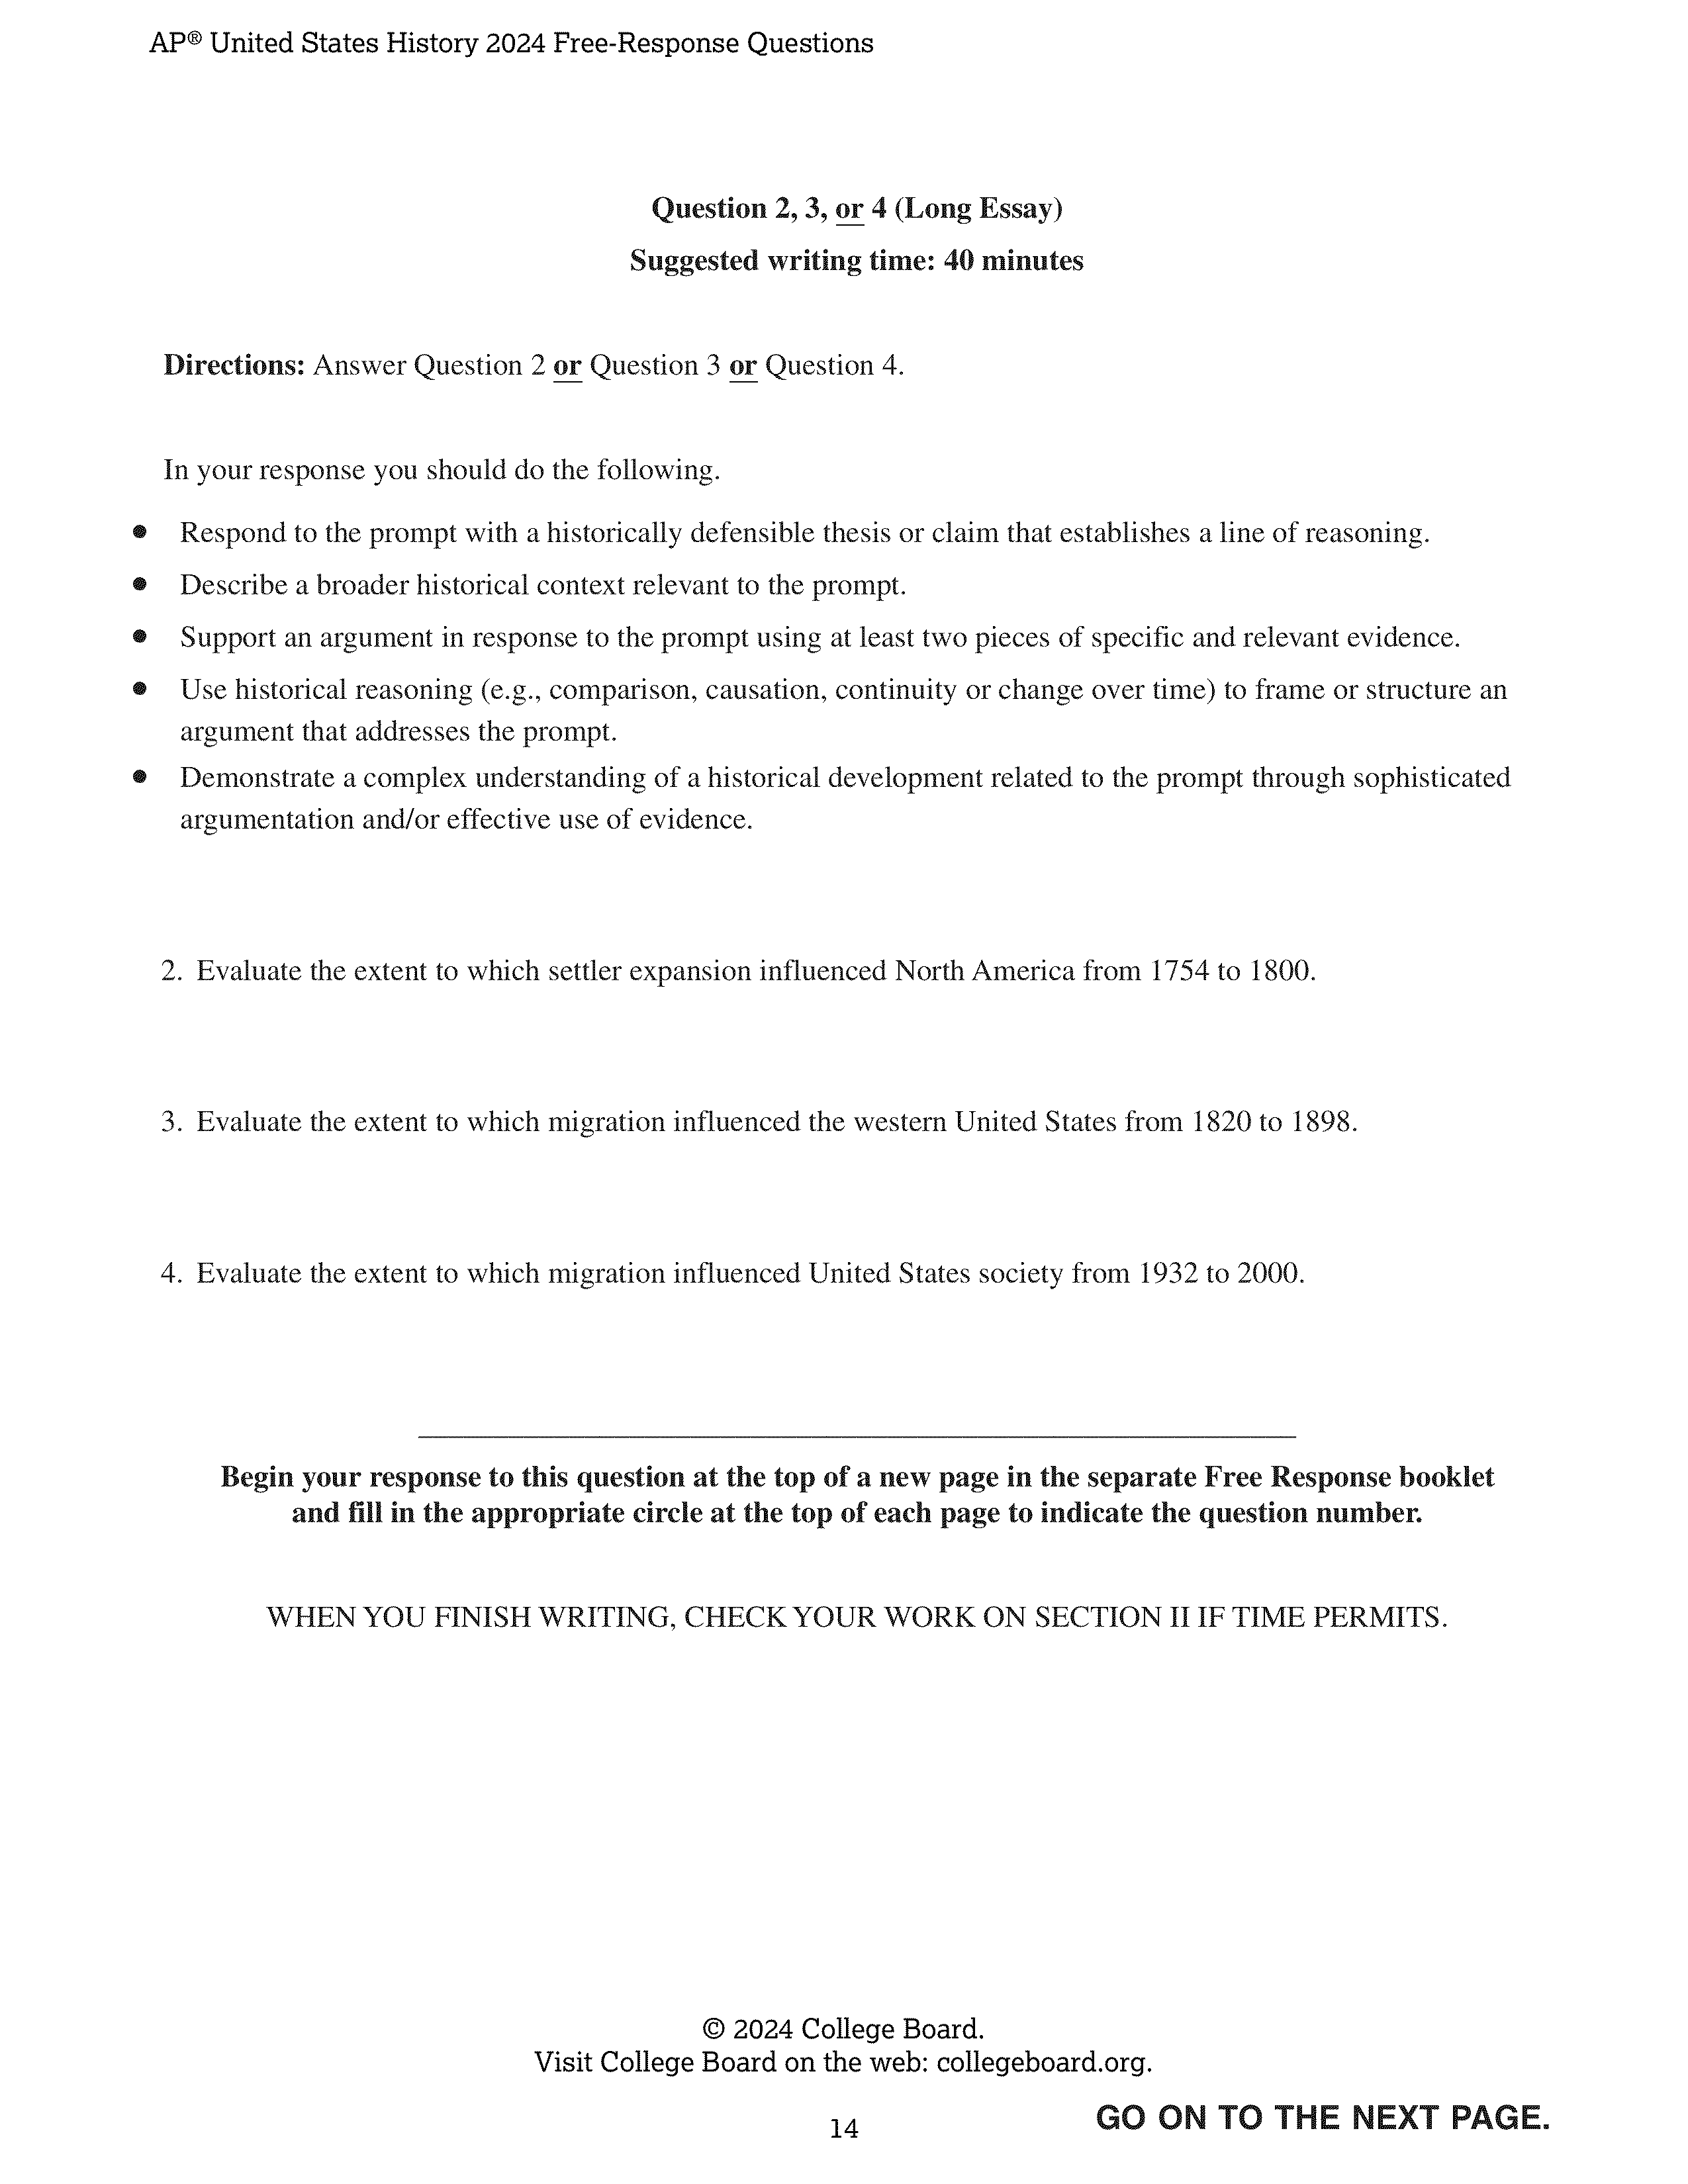 AP® United States History 2024 Free-Response Questions
Question 2, 3, or 4 (Long Essay)
Suggested writing time: 40 minutes
Directions: Answer Question 2 or Question 3 or Question 4.
In your response you should do the following.
● Respond to the prompt with a historically defensible thesis or claim that establishes a line of reasoning.
● Describe a broader historical context relevant to the prompt.
● Support an argument in response to the prompt using at least two pieces of specific and relevant evidence.
● Use historical reasoning (e.g., comparison, causation, continuity or change over time) to frame or structure an
argument that addresses the prompt.
● Demonstrate a complex understanding of a historical development related to the prompt through sophisticated
argumentation and/or effective use of evidence.
2. Evaluate the extent to which settler expansion influenced North America from 1754 to 1800.
3. Evaluate the extent to which migration influenced the western United States from 1820 to 1898.
4. Evaluate the extent to which migration influenced United States society from 1932 to 2000.
Begin your response to this question at the top of a new page in the separate Free Response booklet
and fill in the appropriate circle at the top of each page to indicate the question number.
WHEN YOU FINISH WRITING, CHECK YOUR WORK ON SECTION II IF TIME PERMITS.
© 2024 College Board.
Visit College Board on the web: collegeboard.org.
GO ON TO THE NEXT PAGE.
14